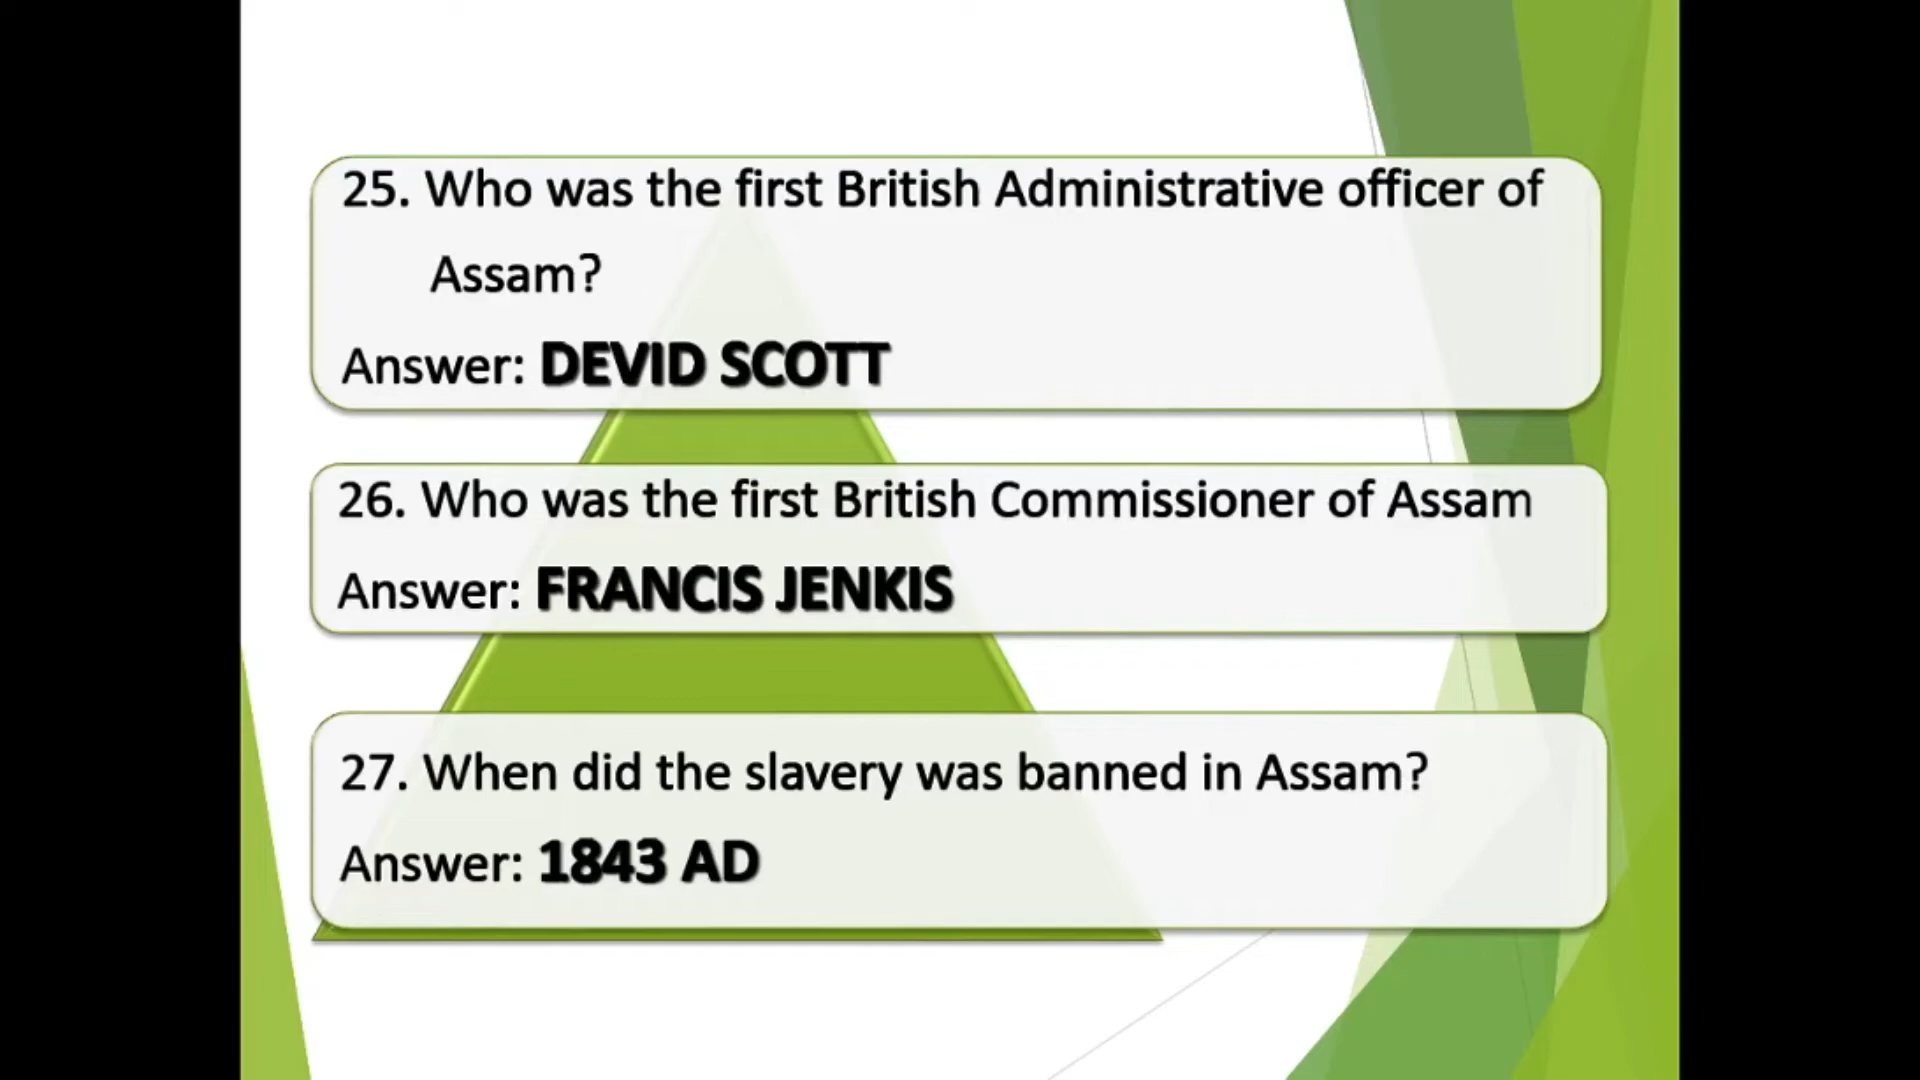 25. Who was the first British Administrative officer of
Assam?
Answer: DEVID SCOTT
26. Who was the first British Commissioner of Assam
Answer: FRANCIS JENKIS
27. When did the slavery was banned in Assam?
Answer: 1843 AD